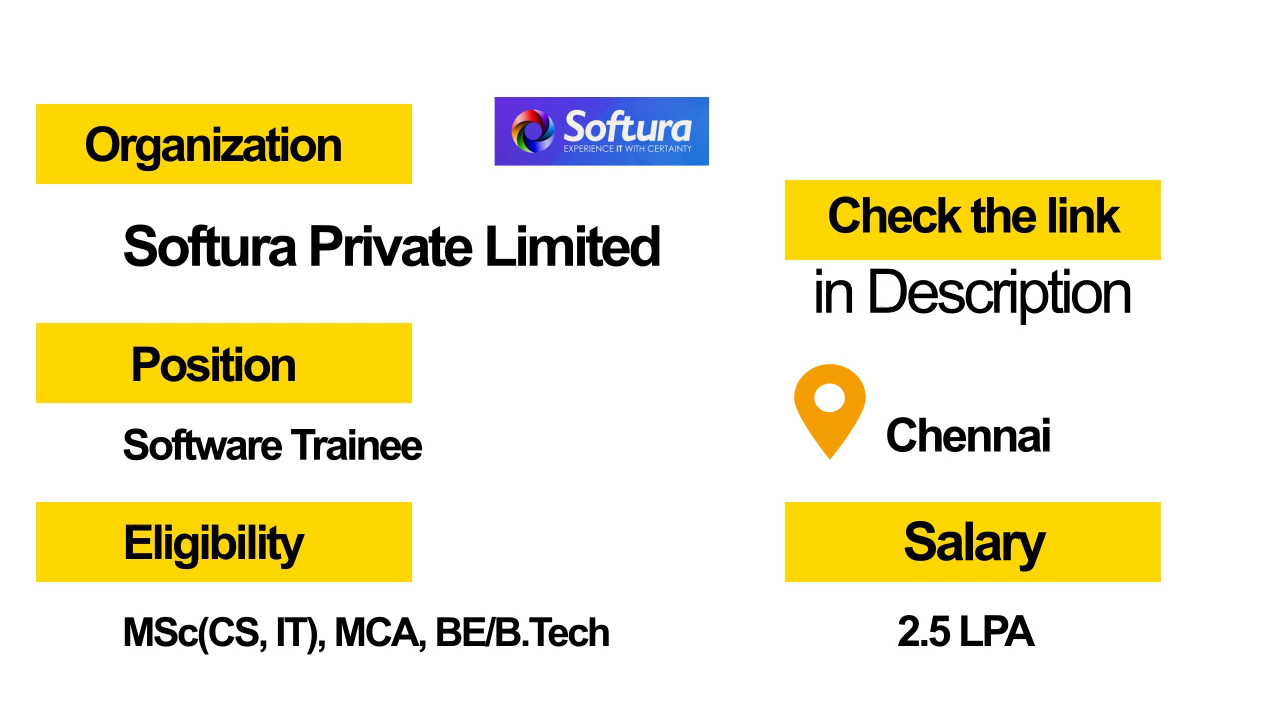 Organization
Softura
EXPERIENCE IT WITH CERTAINTY
Softura Private Limited
Position
Software Trainee
Eligibility
MSc(CS, IT), MCA, BE/B.Tech
Check the link
in Description
Chennai
Salary
2.5 LPA